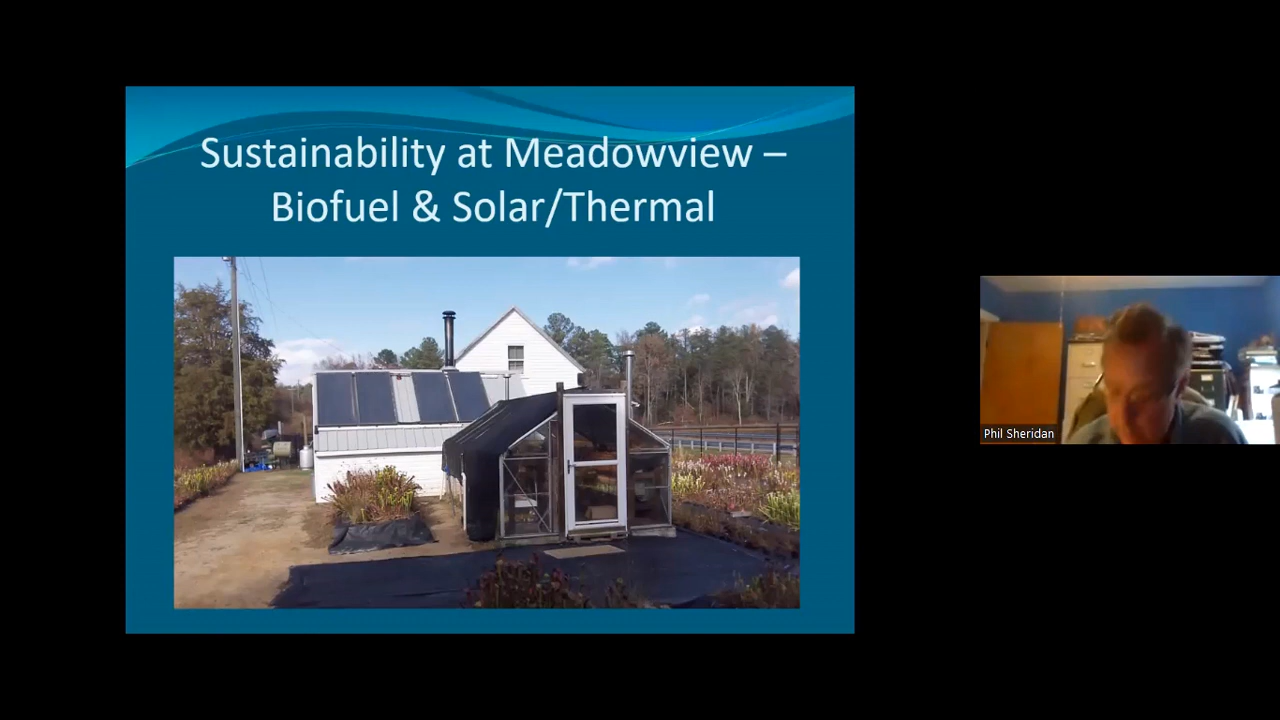 Sustainability at Meadowview –
Biofuel & Solar/Thermal
Phil Sheridan